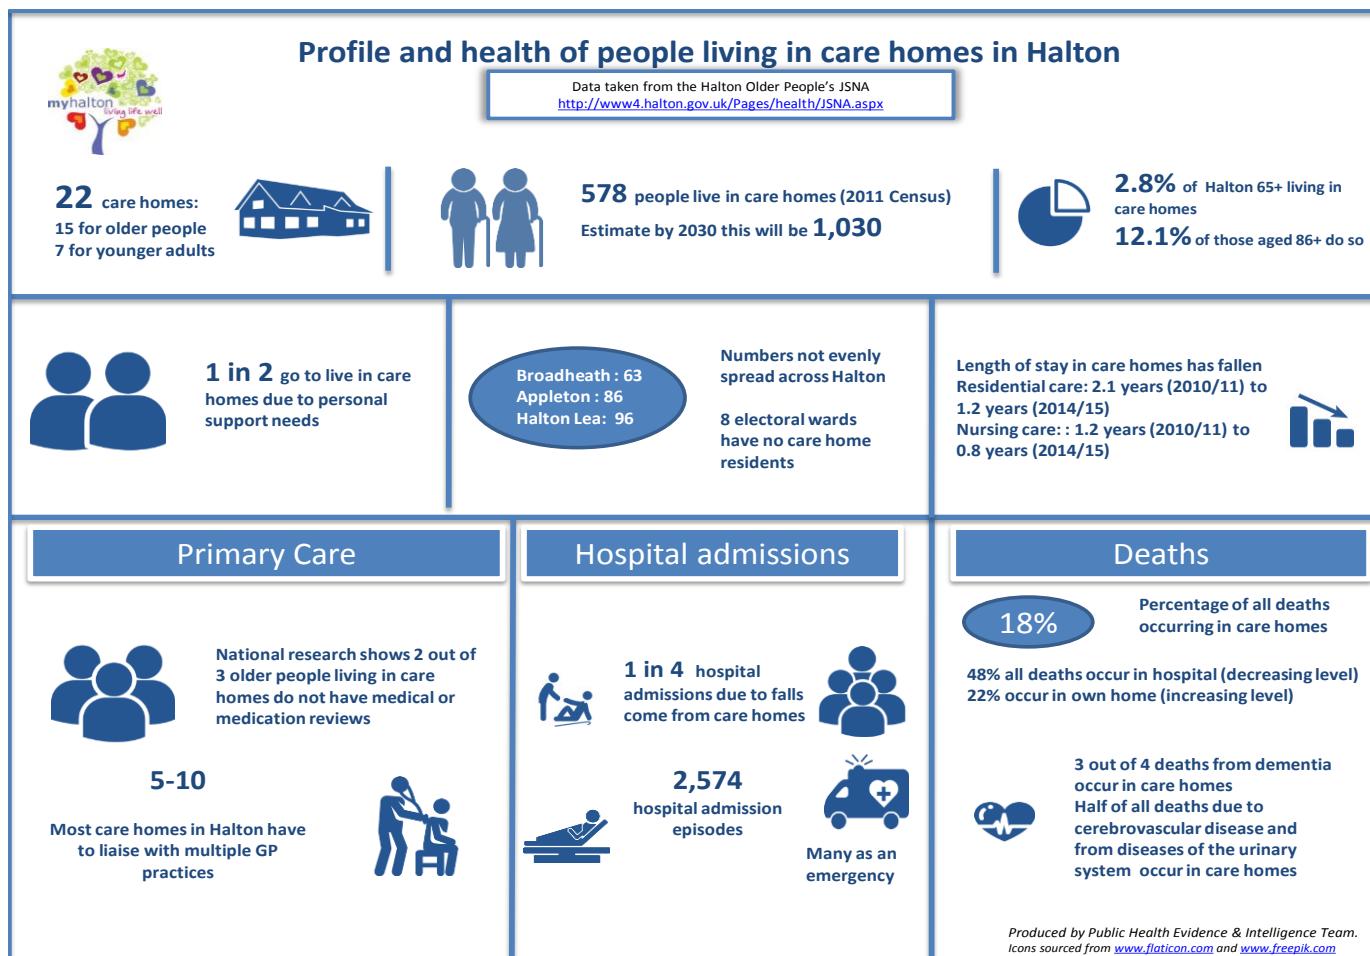 Profile and health of people living in care homes in Halton
Data taken from the Halton Older People's JSNA
http://www4.halton.gov.uk/Pages/health/JSNA.aspx
myhalton
living life well
22 care homes:
15 for older people
7 for younger adults
578 people live in care homes (2011 Census)
Estimate by 2030 this will be 1,030
2.8% of Halton 65+ living in
care homes
12.1% of those aged 86+ do so
1 in 2 go to live in care
homes due to personal
support needs
Broadheath : 63
Appleton : 86
Halton Lea: 96
Numbers not evenly
spread across Halton
8 electoral wards
have no care home
residents
Length of stay in care homes has fallen
Residential care: 2.1 years (2010/11) to
1.2 years (2014/15)
Nursing care: : 1.2 years (2010/11) to
0.8 years (2014/15)
Primary Care
National research shows 2 out of
3 older people living in care
homes do not have medical or
medication reviews
5-10
Most care homes in Halton have
to liaise with multiple GP
practices
Hospital admissions
1 in 4 hospital
admissions due to falls
come from care homes
2,574
hospital admission
episodes
Many as an
emergency
Deaths
18%
Percentage of all deaths
occurring in care homes
48% all deaths occur in hospital (decreasing level)
22% occur in own home (increasing level)
3 out of 4 deaths from dementia
occur in care homes
Half of all deaths due to
cerebrovascular disease and
from diseases of the urinary
system occur in care homes
Produced by Public Health Evidence & Intelligence Team.
Icons sourced from www.flaticon.com and www.freepik.com